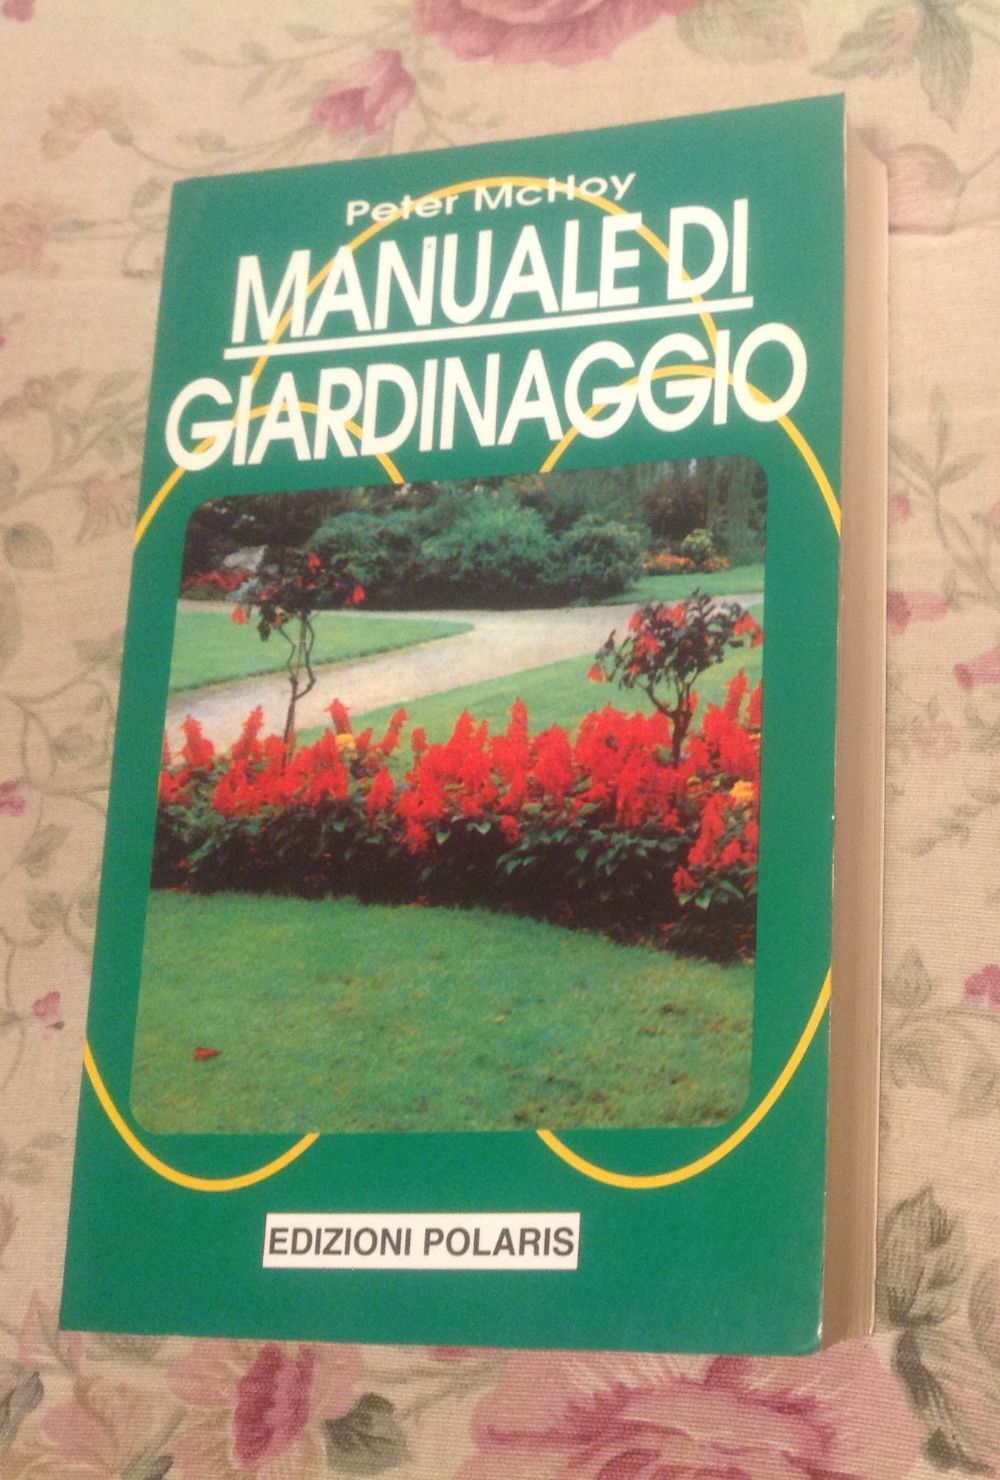 Peter McHoy
MANUALE DI
GIARDINAGGIO
EDIZIONI POLARIS